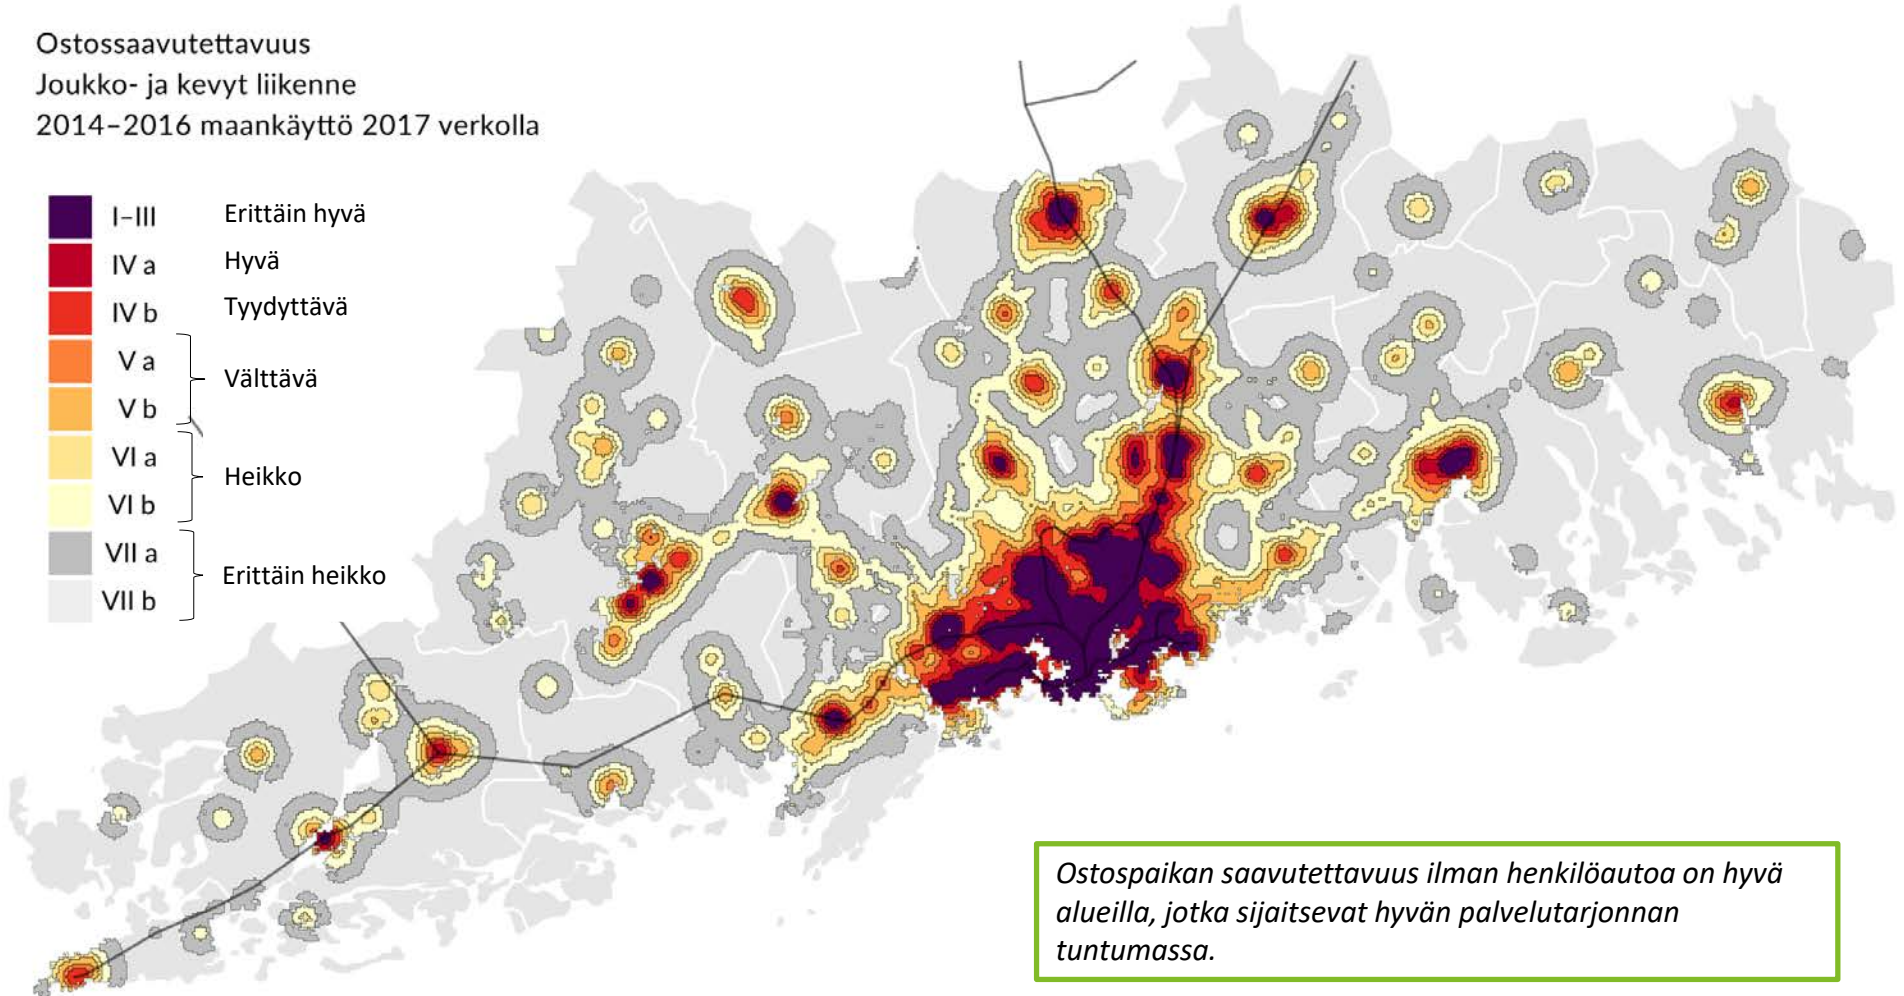 Ostossaavutettavuus
Joukko- ja kevyt liikenne
2014–2016 maankäyttö 2017 verkolla
I–III Erittäin hyvä
IV a Hyvä
IV b Tyydyttävä
V a
Välttävä
V b
VI a
Heikko
VI b
VII a
Erittäin heikko
VII b
Ostospaikan saavutettavuus ilman henkilöautoa on hyvä
alueilla, jotka sijaitsevat hyvän palvelutarjonnan
tuntumassa.